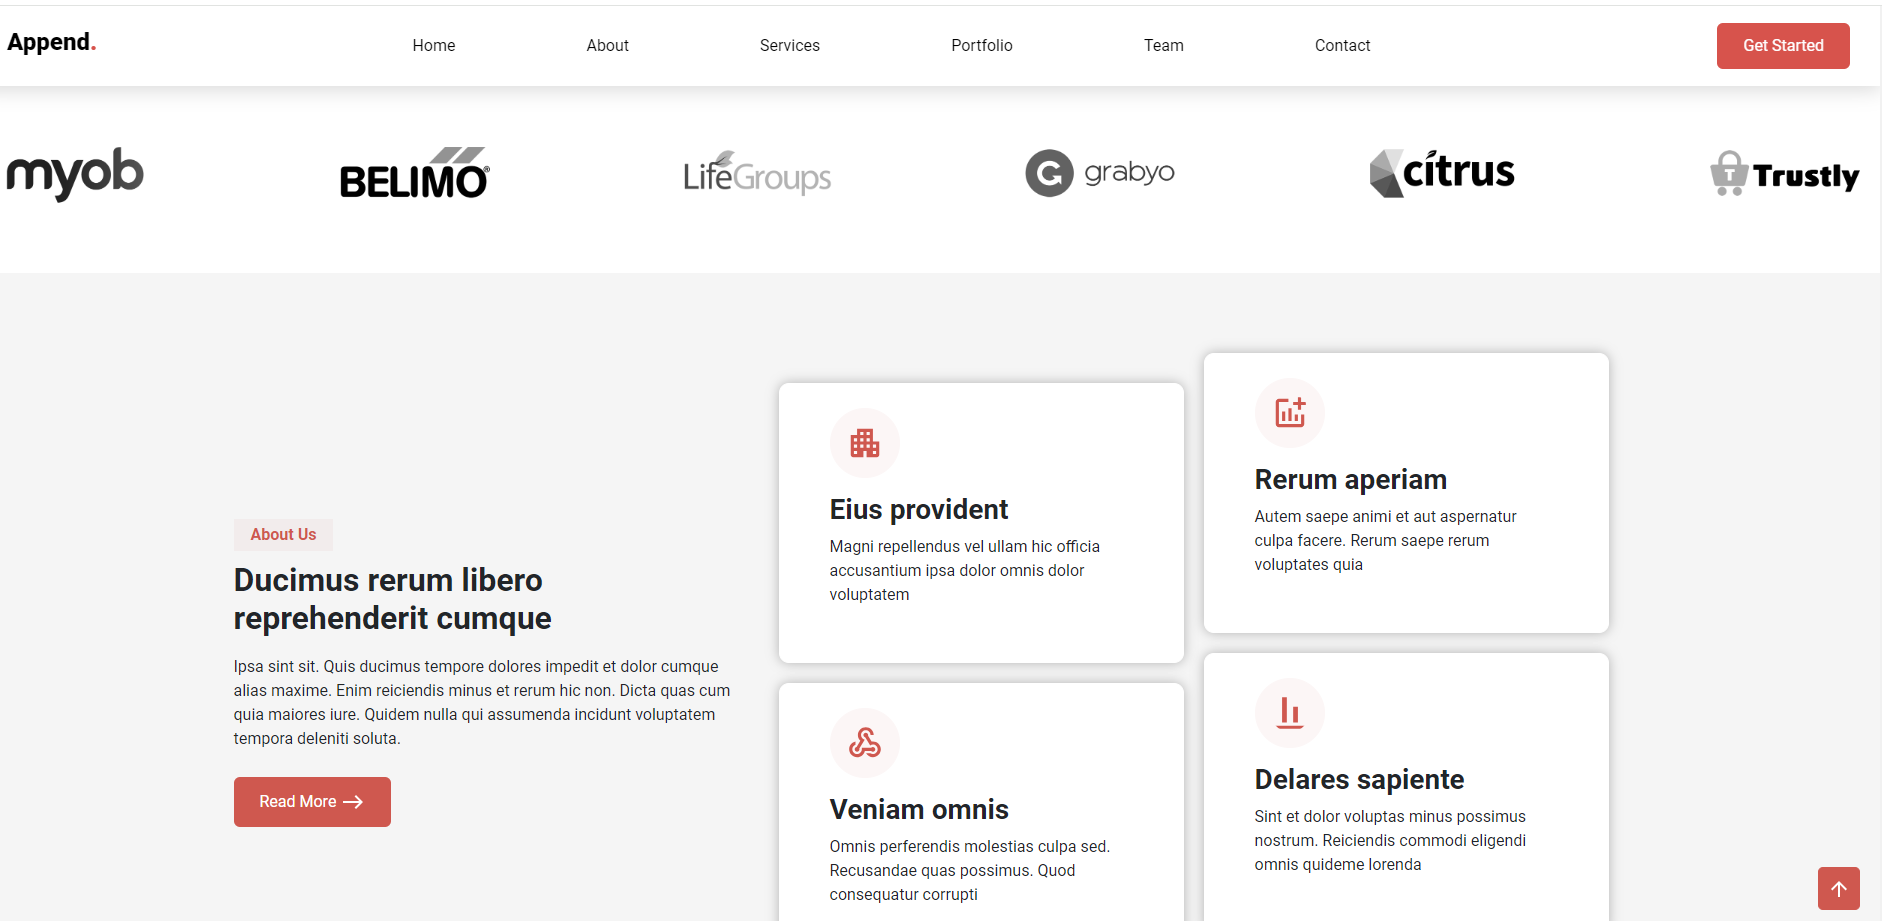 Append.
Home
About
Services
Portfolio
Team
Contact
Get Started
myob
BELIMO®
LifeGroups
G grabyo
citrus
T Trustly
About Us
Ducimus rerum libero
reprehenderit cumque
Ipsa sint sit. Quis ducimus tempore dolores impedit et dolor cumque
alias maxime. Enim reiciendis minus et rerum hic non. Dicta quas cum
quia maiores iure. Quidem nulla qui assumenda incidunt voluptatem
tempora deleniti soluta.
Read More →
Eius provident
Magni repellendus vel ullam hic officia
accusantium ipsa dolor omnis dolor
voluptatem
Rerum aperiam
Autem saepe animi et aut aspernatur
culpa facere. Rerum saepe rerum
voluptates quia
Veniam omnis
Omnis perferendis molestias culpa sed.
Recusandae quas possimus. Quod
consequatur corrupti
Delares sapiente
Sint et dolor voluptas minus possimus
nostrum. Reiciendis commodi eligendi
omnis quideme lorenda